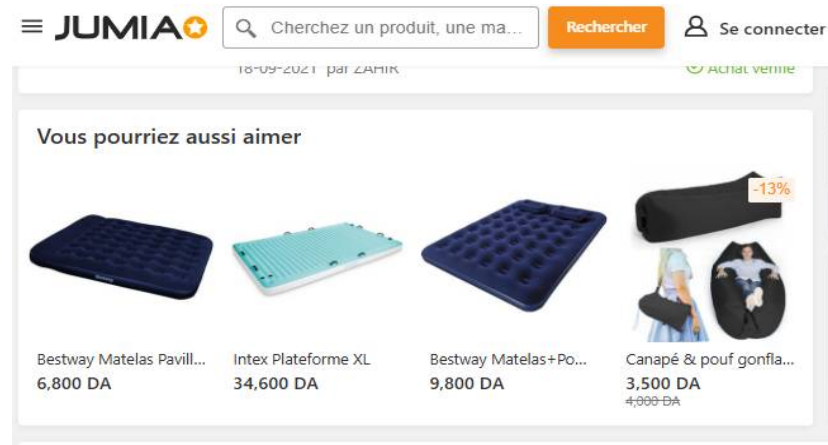 JUMIA
Cherchez un produit, une ma...
Rechercher
Se connecter
18-09-2021 par ZAHIR
Achat vérifié
Vous pourriez aussi aimer
-13%
Bestway Matelas Pavill...
6,800 DA
Intex Plateforme XL
34,600 DA
Bestway Matelas+Po...
9,800 DA
Canapé & pouf gonfla...
3,500 DA
4,000 DA